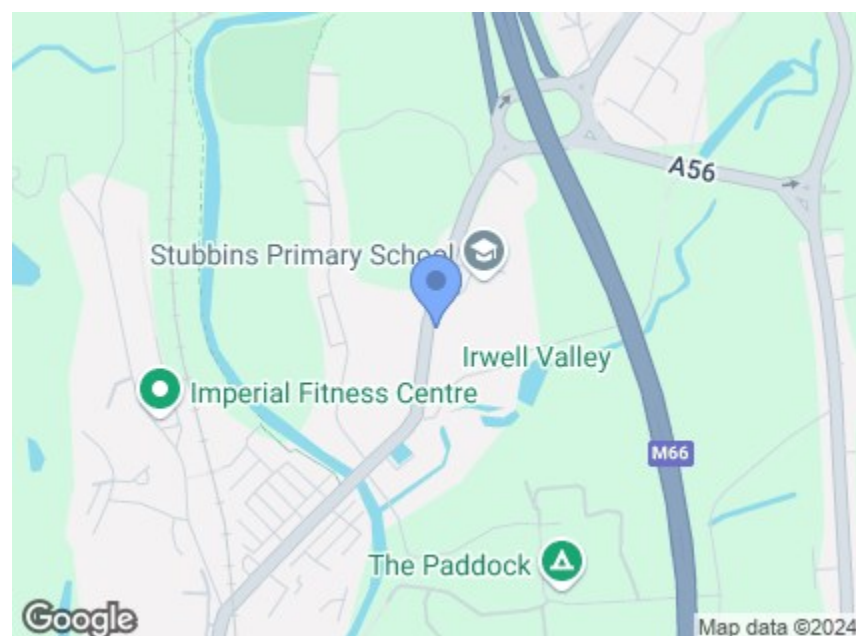 A56
Stubbins Primary School
Irwell Valley
Imperial Fitness Centre
M66
The Paddock
Google
Map data ©2024